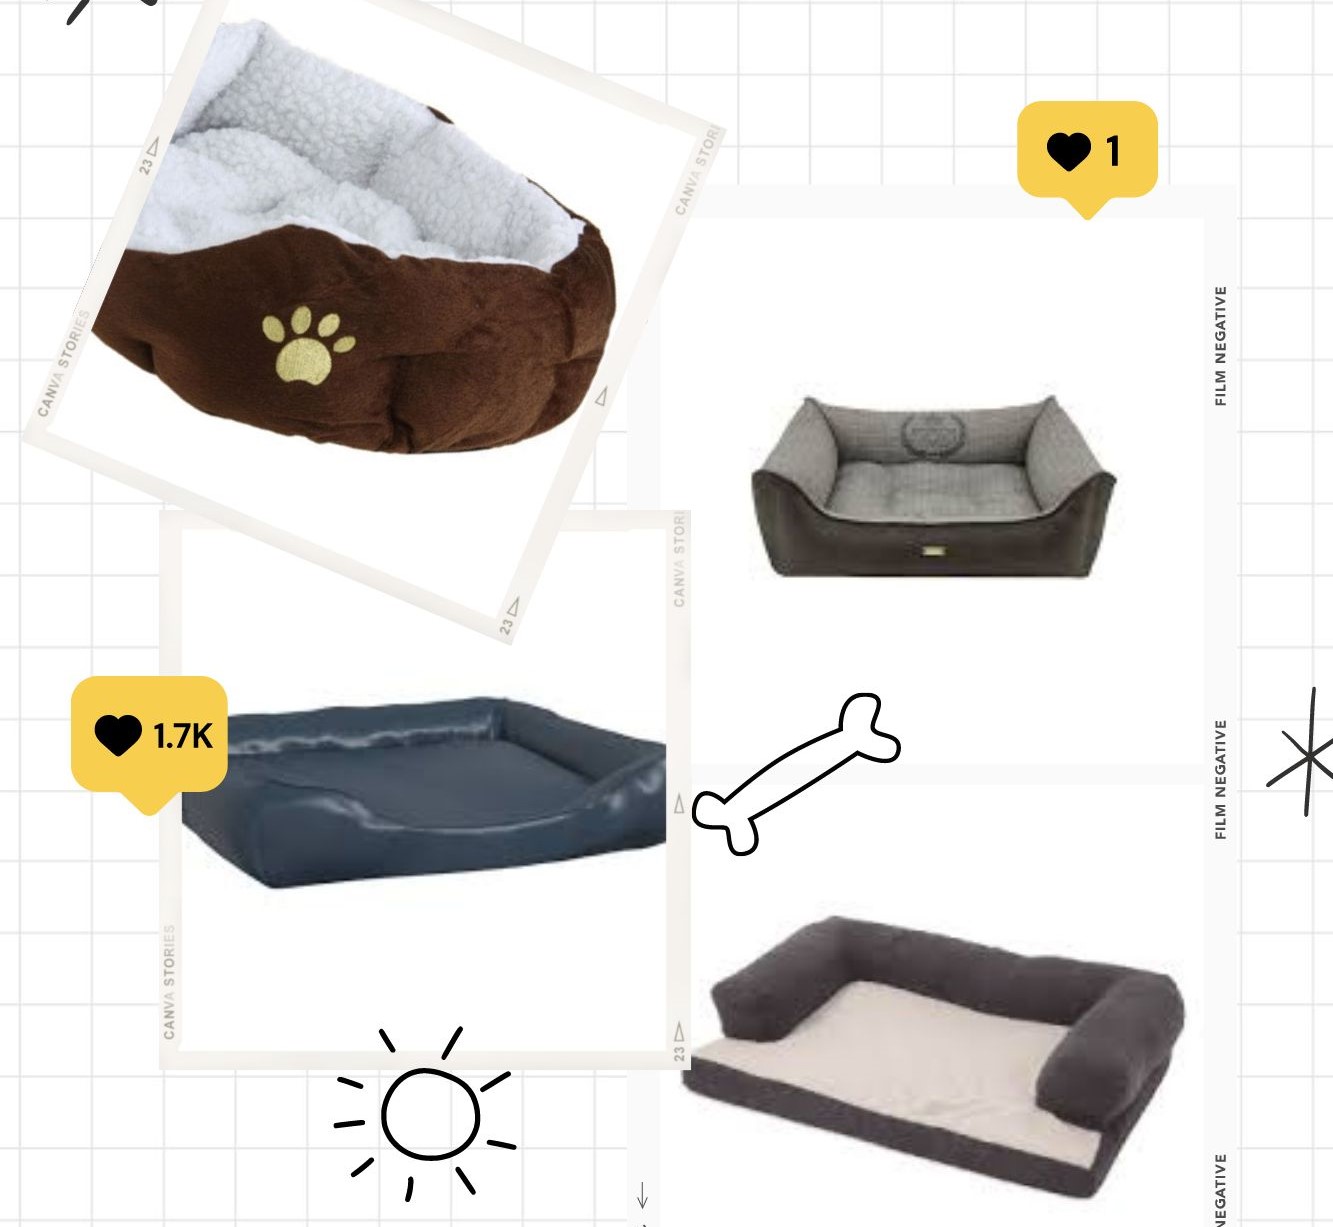 23
CANVA STORI
CANVA STORIES
23
1
FILM NEGATIVE
CANVA STORI
1.7K
FILM NEGATIVE
CANVA STORIES
23
NEGATIVE